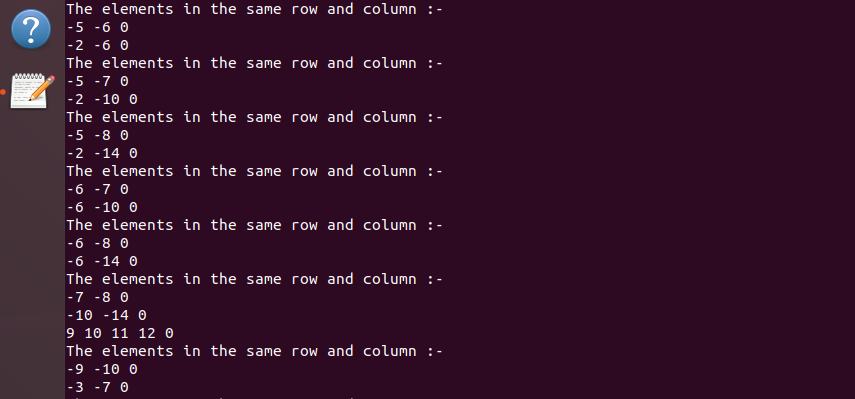 The elements in the same row and column :-
-5 -6 0
-2 -6 0
The elements in the same row and column :-
-5 -7 0
-2 -10 0
The elements in the same row and column :-
-5 -8 0
-2 -14 0
The elements in the same row and column :-
-6 -7 0
-6 -10 0
The elements in the same row and column :-
-6 -8 0
-6 -14 0
The elements in the same row and column :-
-7 -8 0
-10 -14 0
9 10 11 12 0
The elements in the same row and column :-
-9 -10 0
-3 -7 0